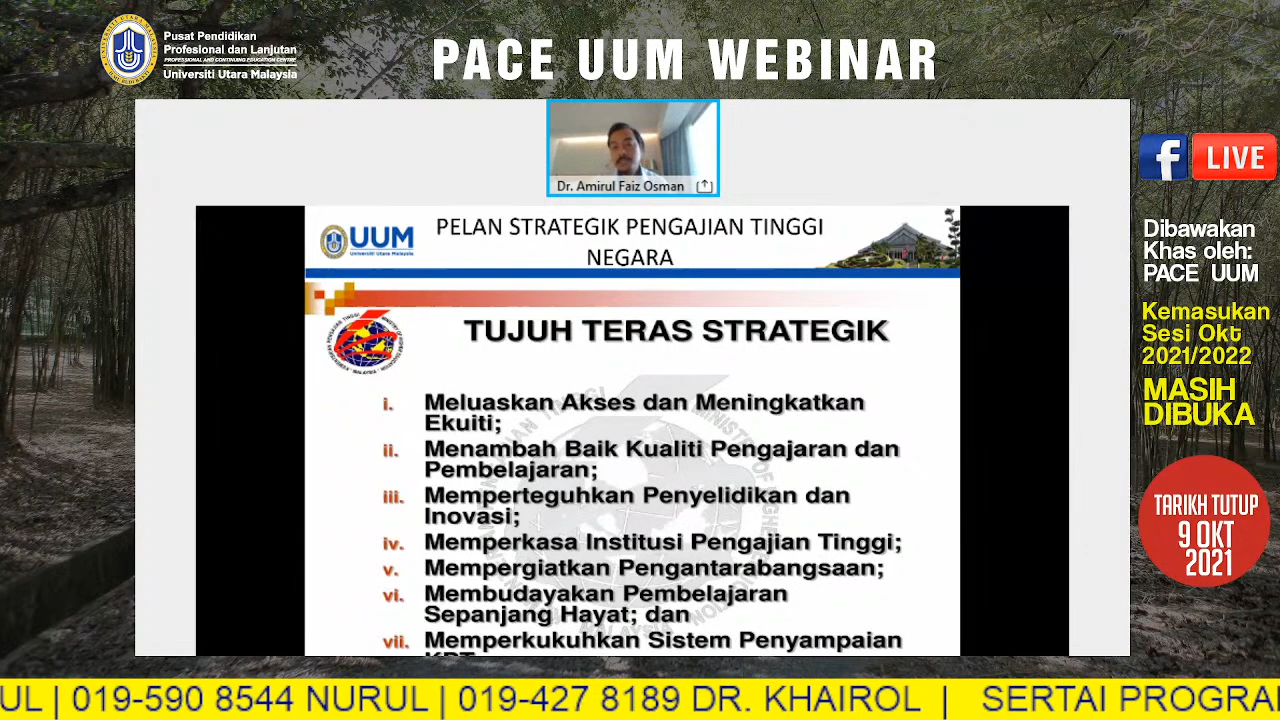 Pusat Pendidikan
Profesional dan Lanjutan
PROFESSIONAL AND CONTINUING EDUCATION CENTRE
Universiti Utara Malaysia
PACE UUM WEBINAR
Dr. Amirul Faiz Osman
LIVE
UUM
Universiti Utara Malaysia
PELAN STRATEGIK PENGAJIAN TINGGI
NEGARA
TUJUH TERAS STRATEGIK
i. Meluaskan Akses dan Meningkatkan
Ekuiti;
ii. Menambah Baik Kualiti Pengajaran dan
Pembelajaran;
iii. Memperteguhkan Penyelidikan dan
Inovasi;
iv. Memperkasa Institusi Pengajian Tinggi;
v. Mempergiatkan Pengantarabangsaan;
vi. Membudayakan Pembelajaran
Sepanjang Hayat; dan
vii. Memperkukuhkan Sistem Penyampaian
Dibawakan
Khas oleh:
PACE UUM
Kemasukan
Sesi Okt
2021/2022
MASIH
DIBUKA
TARIKH TUTUP
9 OKT
2021
UL | 019-590 8544 NURUL | 019-427 8189 DR. KHAIROL | SERTAI PROGRA